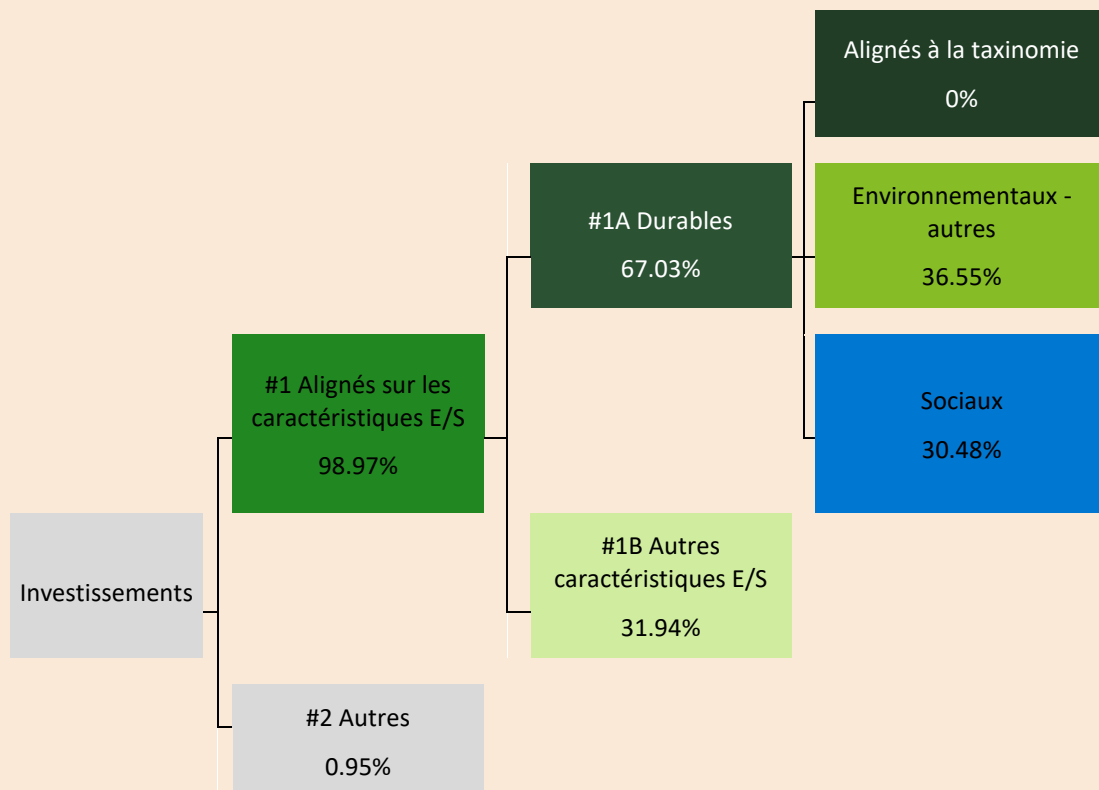 Alignés à la taxinomie
0%
#1A Durables
67.03%
Environnementaux -
autres
36.55%
#1 Alignés sur les
caractéristiques E/S
98.97%
Sociaux
30.48%
Investissements
#1B Autres
caractéristiques E/S
31.94%
#2 Autres
0.95%